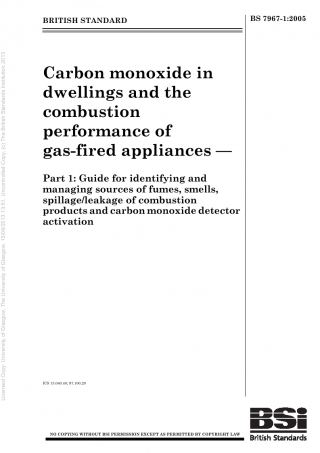 BRITISH STANDARD
BS 7967-1:2005
Carbon monoxide in
dwellings and the
combustion
performance of
gas-fired appliances —
Part 1: Guide for identifying and
managing sources of fumes, smells,
spillage/leakage of combustion
products and carbon monoxide detector
activation
NO COPYING WITHOUT BSI PERMISSION EXCEPT AS PERMITTED BY COPYRIGHT LAW
BSi
British Standards